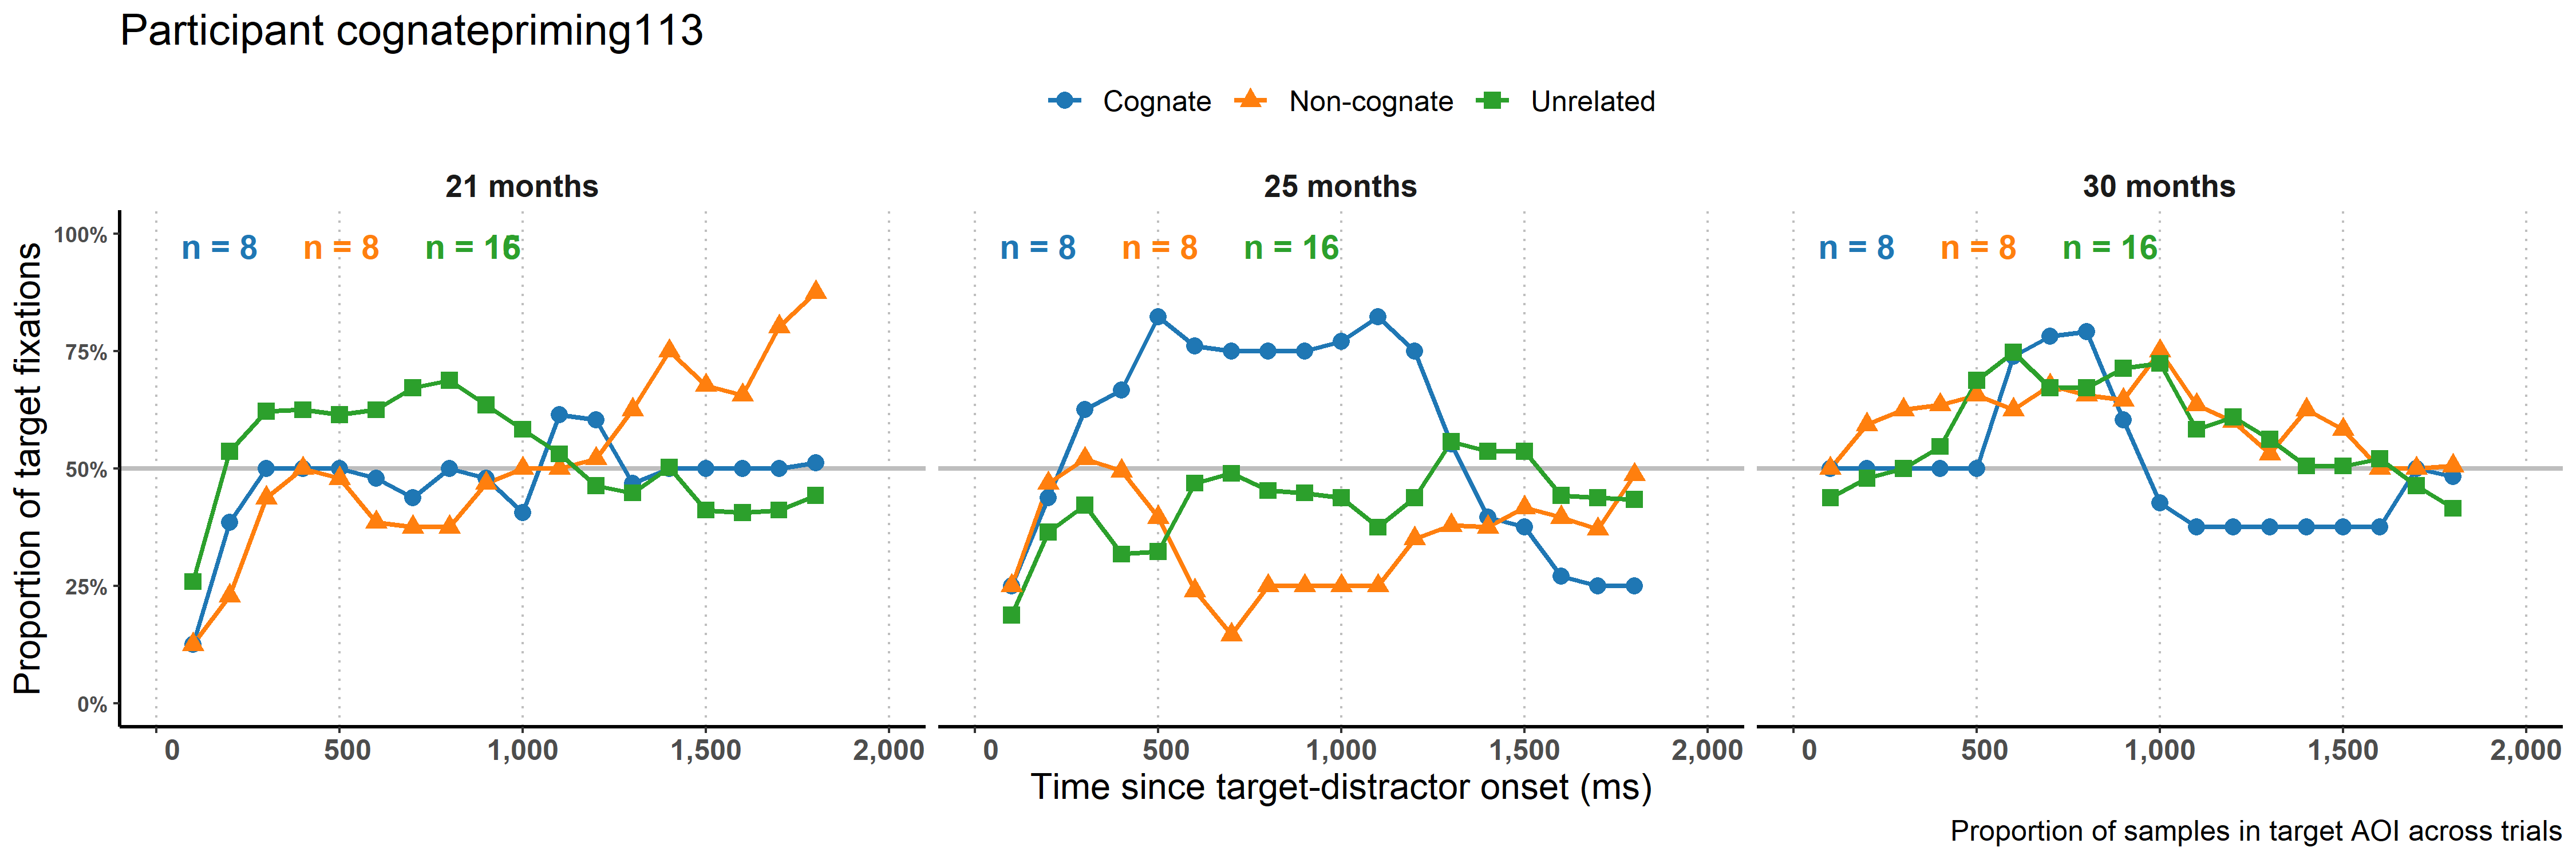 Participant cognatepriming113
Cognate Non-cognate Unrelated
21 months 25 months 30 months
n = 8 n = 8 n = 16 n = 8 n = 8 n = 16 n = 8 n = 8 n = 16
100%
75%
50%
25%
0%
Proportion of target fixations
0 500 1,000 1,500 2,000 0 500 1,000 1,500 2,000 0 500 1,000 1,500 2,000
Time since target-distractor onset (ms)
Proportion of samples in target AOI across trials